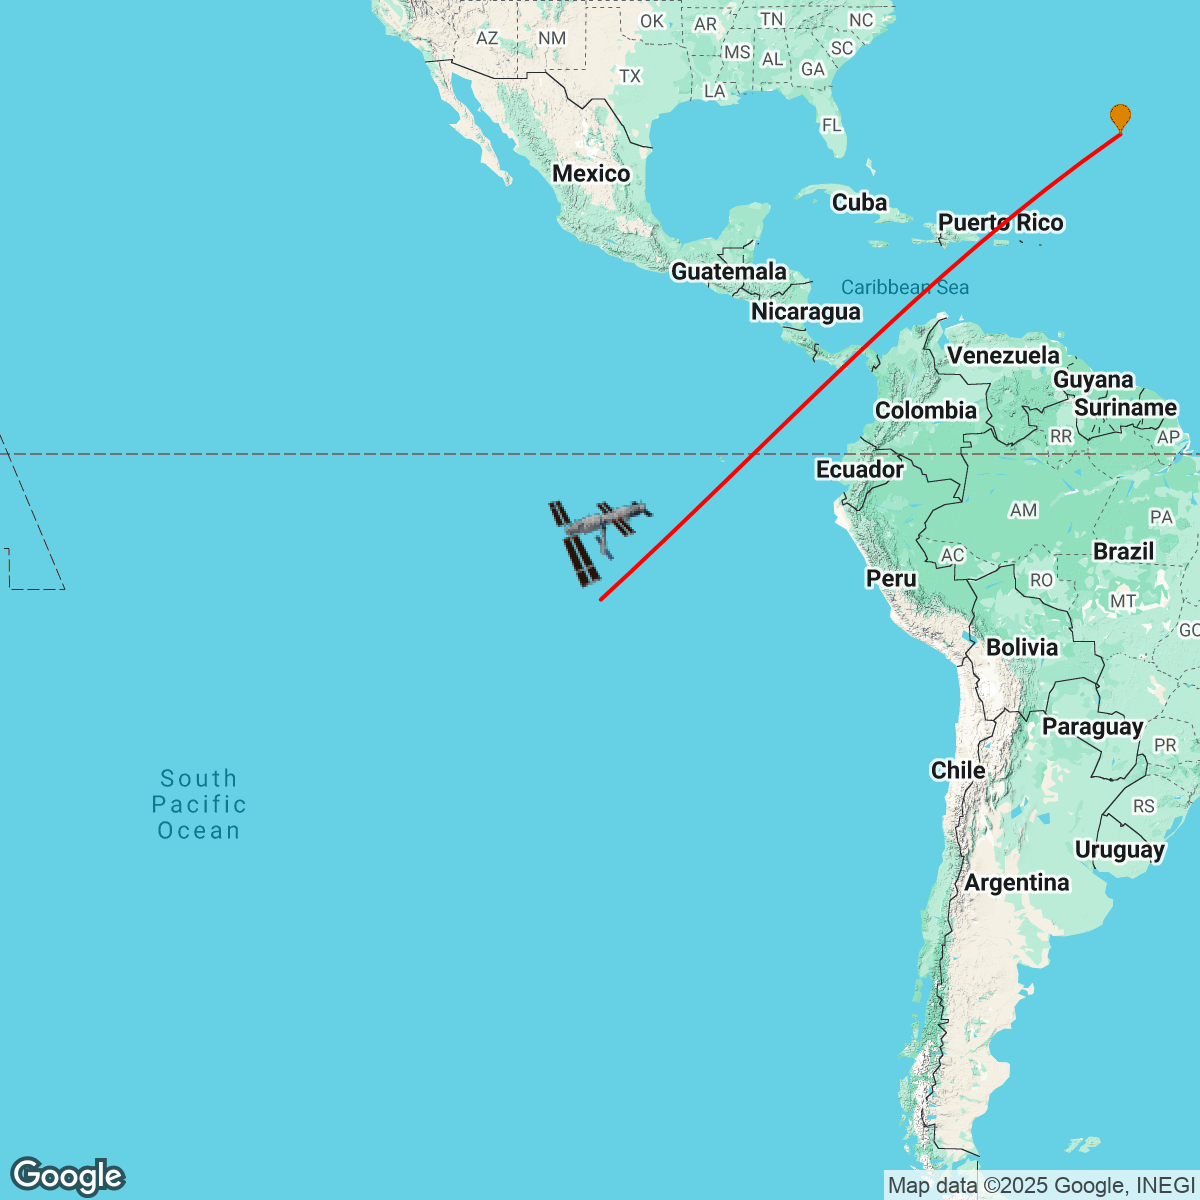 OK
AR
TN
NC
AZ
NM
MS
AL
SC
GA
TX
LA
FL
Mexico
Cuba
Puerto Rico
Guatemala
Caribbean Sea
Nicaragua
Venezuela
Guyana
Suriname
Colombia
RR
AP
Ecuador
AM
PA
AC
Brazil
Peru
RO
MT
GO
Bolivia
Paraguay
PR
Chile
South
Pacific
Ocean
RS
Uruguay
Argentina
Google
Map data ©2025 Google, INEGI